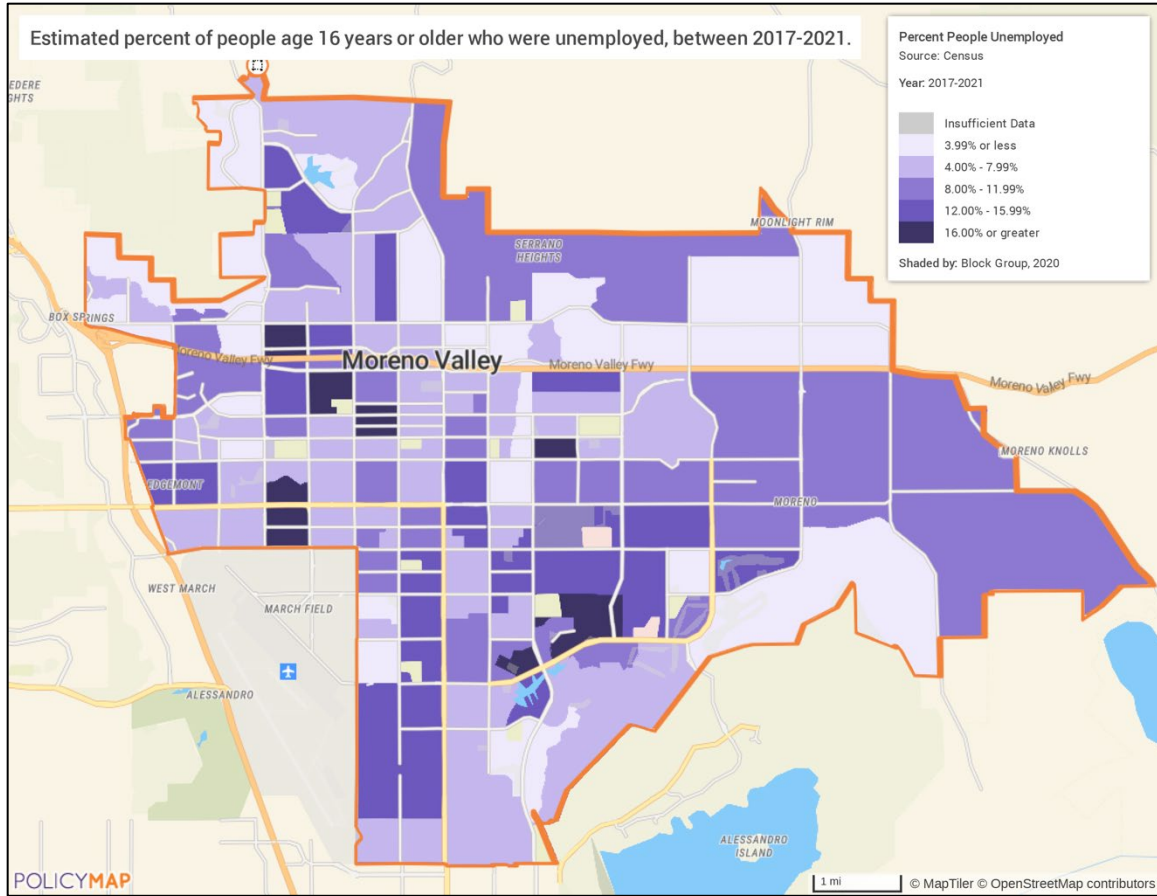 Estimated percent of people age 16 years or older who were unemployed, between 2017-2021.
Percent People Unemployed
Source: Census
Year: 2017-2021
Insufficient Data
3.99% or less
4.00% - 7.99%
8.00% - 11.99%
12.00% - 15.99%
16.00% or greater
Shaded by: Block Group, 2020
EDERE
GHTS
MOONLIGHT RIM
SERRANO
HEIGHTS
BOX SPRINGS
Moreno Valley Fwy
Moreno Valley
Moreno Valley Fwy
Moreno Valley Fwy
MORENO KNOLLS
EDGEMONT
MORENO
WEST MARCH
MARCH FIELD
ALESSANDRO
ALESSANDRO
ISLAND
POLICYMAP
1 mi
© MapTiler © OpenStreetMap contributors